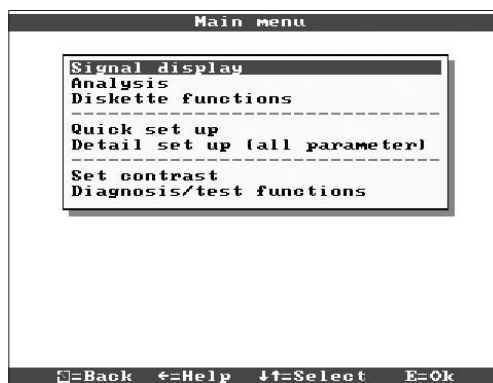 Main menu
Signal display
Analysis
Diskette functions
Quick set up
Detail set up (all parameter)
Set contrast
Diagnosis/test functions
=Back ←=Help ↓↑=Select E=Ok